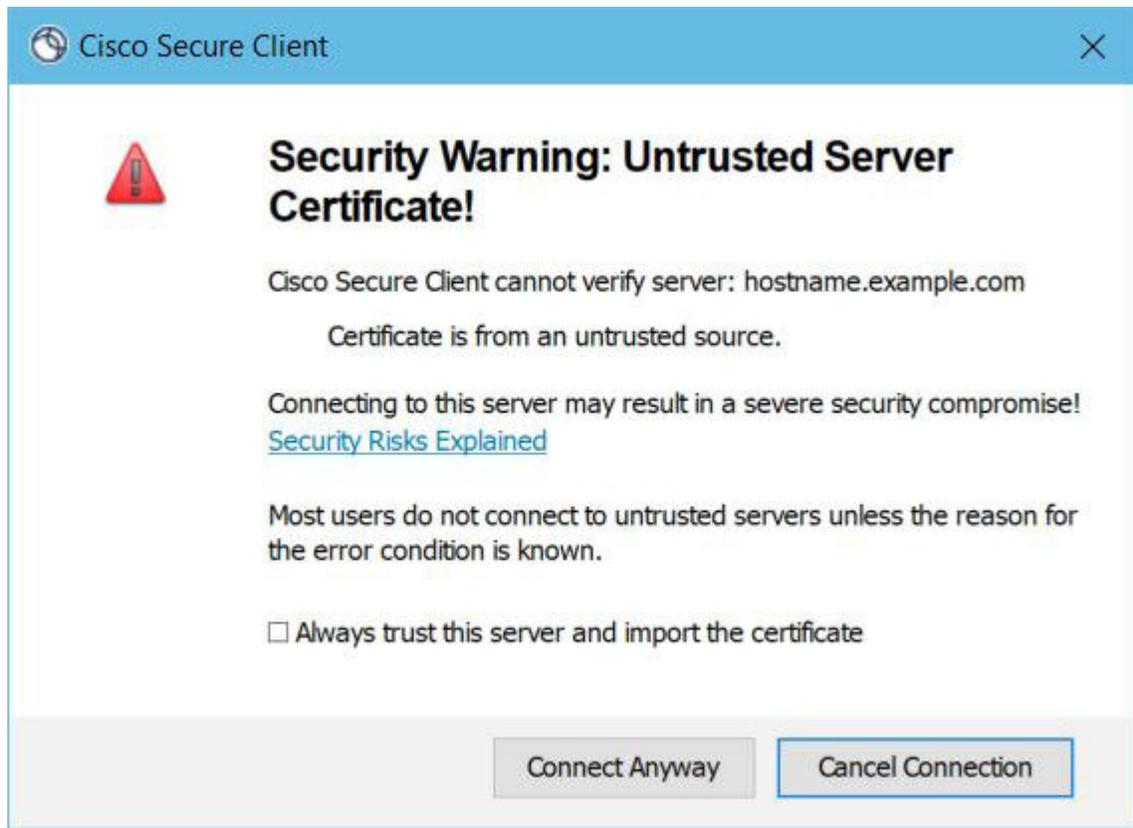 Cisco Secure Client
Security Warning: Untrusted Server
Certificate!
Cisco Secure Client cannot verify server: hostname.example.com
Certificate is from an untrusted source.
Connecting to this server may result in a severe security compromise!
Security Risks Explained
Most users do not connect to untrusted servers unless the reason for
the error condition is known.
Always trust this server and import the certificate
Connect Anyway
Cancel Connection